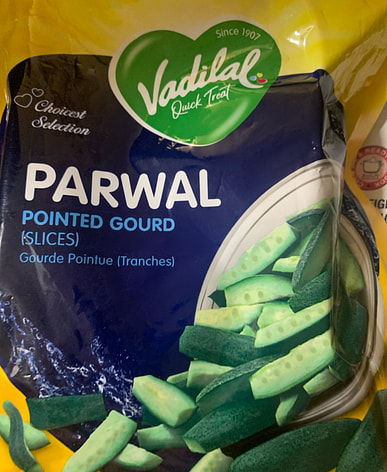 Since 1907
Vadilal
Quick Treat
Choicest
Selection
PARWAL
POINTED GOURD
(SLICES)
Gourde Pointue (Tranches)